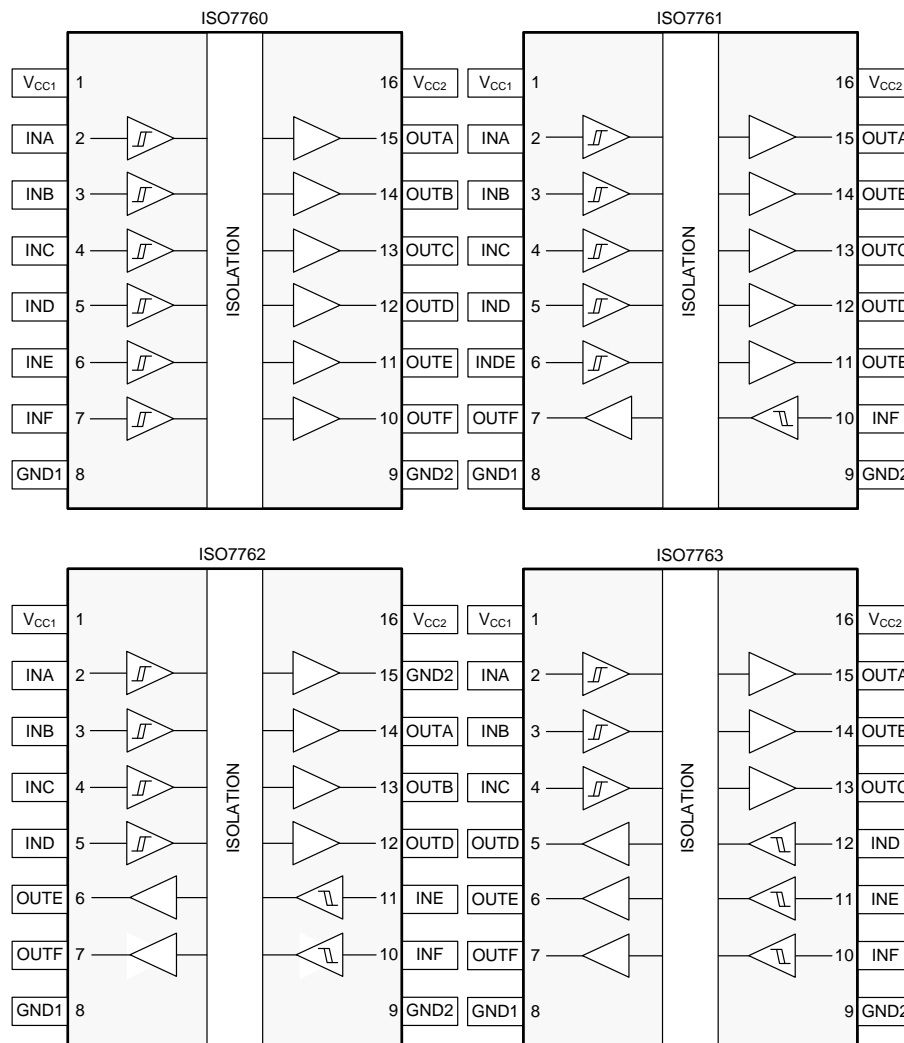 ISO7760 ISO7761
VCC1 1 16 VCC2 VCC1 1 16 VCC2
INA 2 15 OUTA INA 2 15 OUTA
INB 3 14 OUTB INB 3 14 OUTB
INC 4 13 OUTC INC 4 13 OUTC
IND 5 12 OUTD IND 5 12 OUTD
INE 6 11 OUTE INDE 6 11 OUTE
INF 7 10 OUTF OUTF 7 10 INF
GND1 8 9 GND2 GND1 8 9 GND2
ISOLATION ISOLATION
ISO7762 ISO7763
VCC1 1 16 VCC2 VCC1 1 16 VCC2
INA 2 15 GND2 INA 2 15 OUTA
INB 3 14 OUTA INB 3 14 OUTB
INC 4 13 OUTB INC 4 13 OUTC
IND 5 12 OUTD OUTD 5 12 IND
OUTE 6 11 INE OUTE 6 11 INE
OUTF 7 10 INF OUTF 7 10 INF
GND1 8 9 GND2 GND1 8 9 GND2
ISOLATION ISOLATION